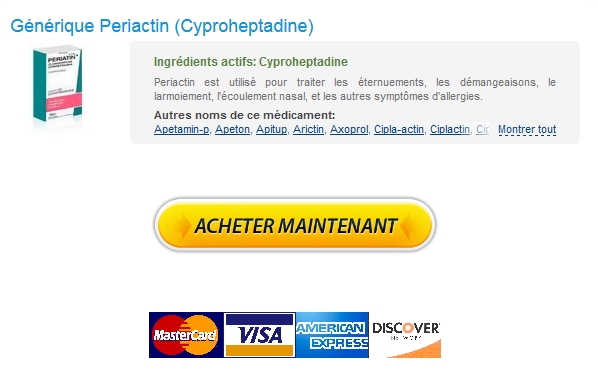 Générique Periactin (Cyproheptadine)
PERIATIN
Ingrédients actifs: Cyproheptadine
Periactin est utilisé pour traiter les éternuements, les démangeaisons, le
larmoiement, l'écoulement nasal, et les autres symptômes d'allergies.
Autres noms de ce médicament:
Apetamin-p, Apeton, Apitup, Arictin, Axoprol, Cipla-actin, Ciplactin, Cip Montrer tout
ACHETER MAINTENANT
MasterCard VISA AMERICAN EXPRESS DISCOVER NETWORK